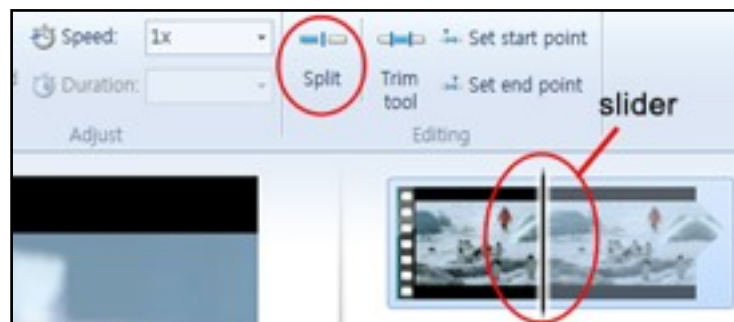 Speed: 1x
Duration:
Split
Trim tool
Set start point
Set end point
Adjust
Editing
slider